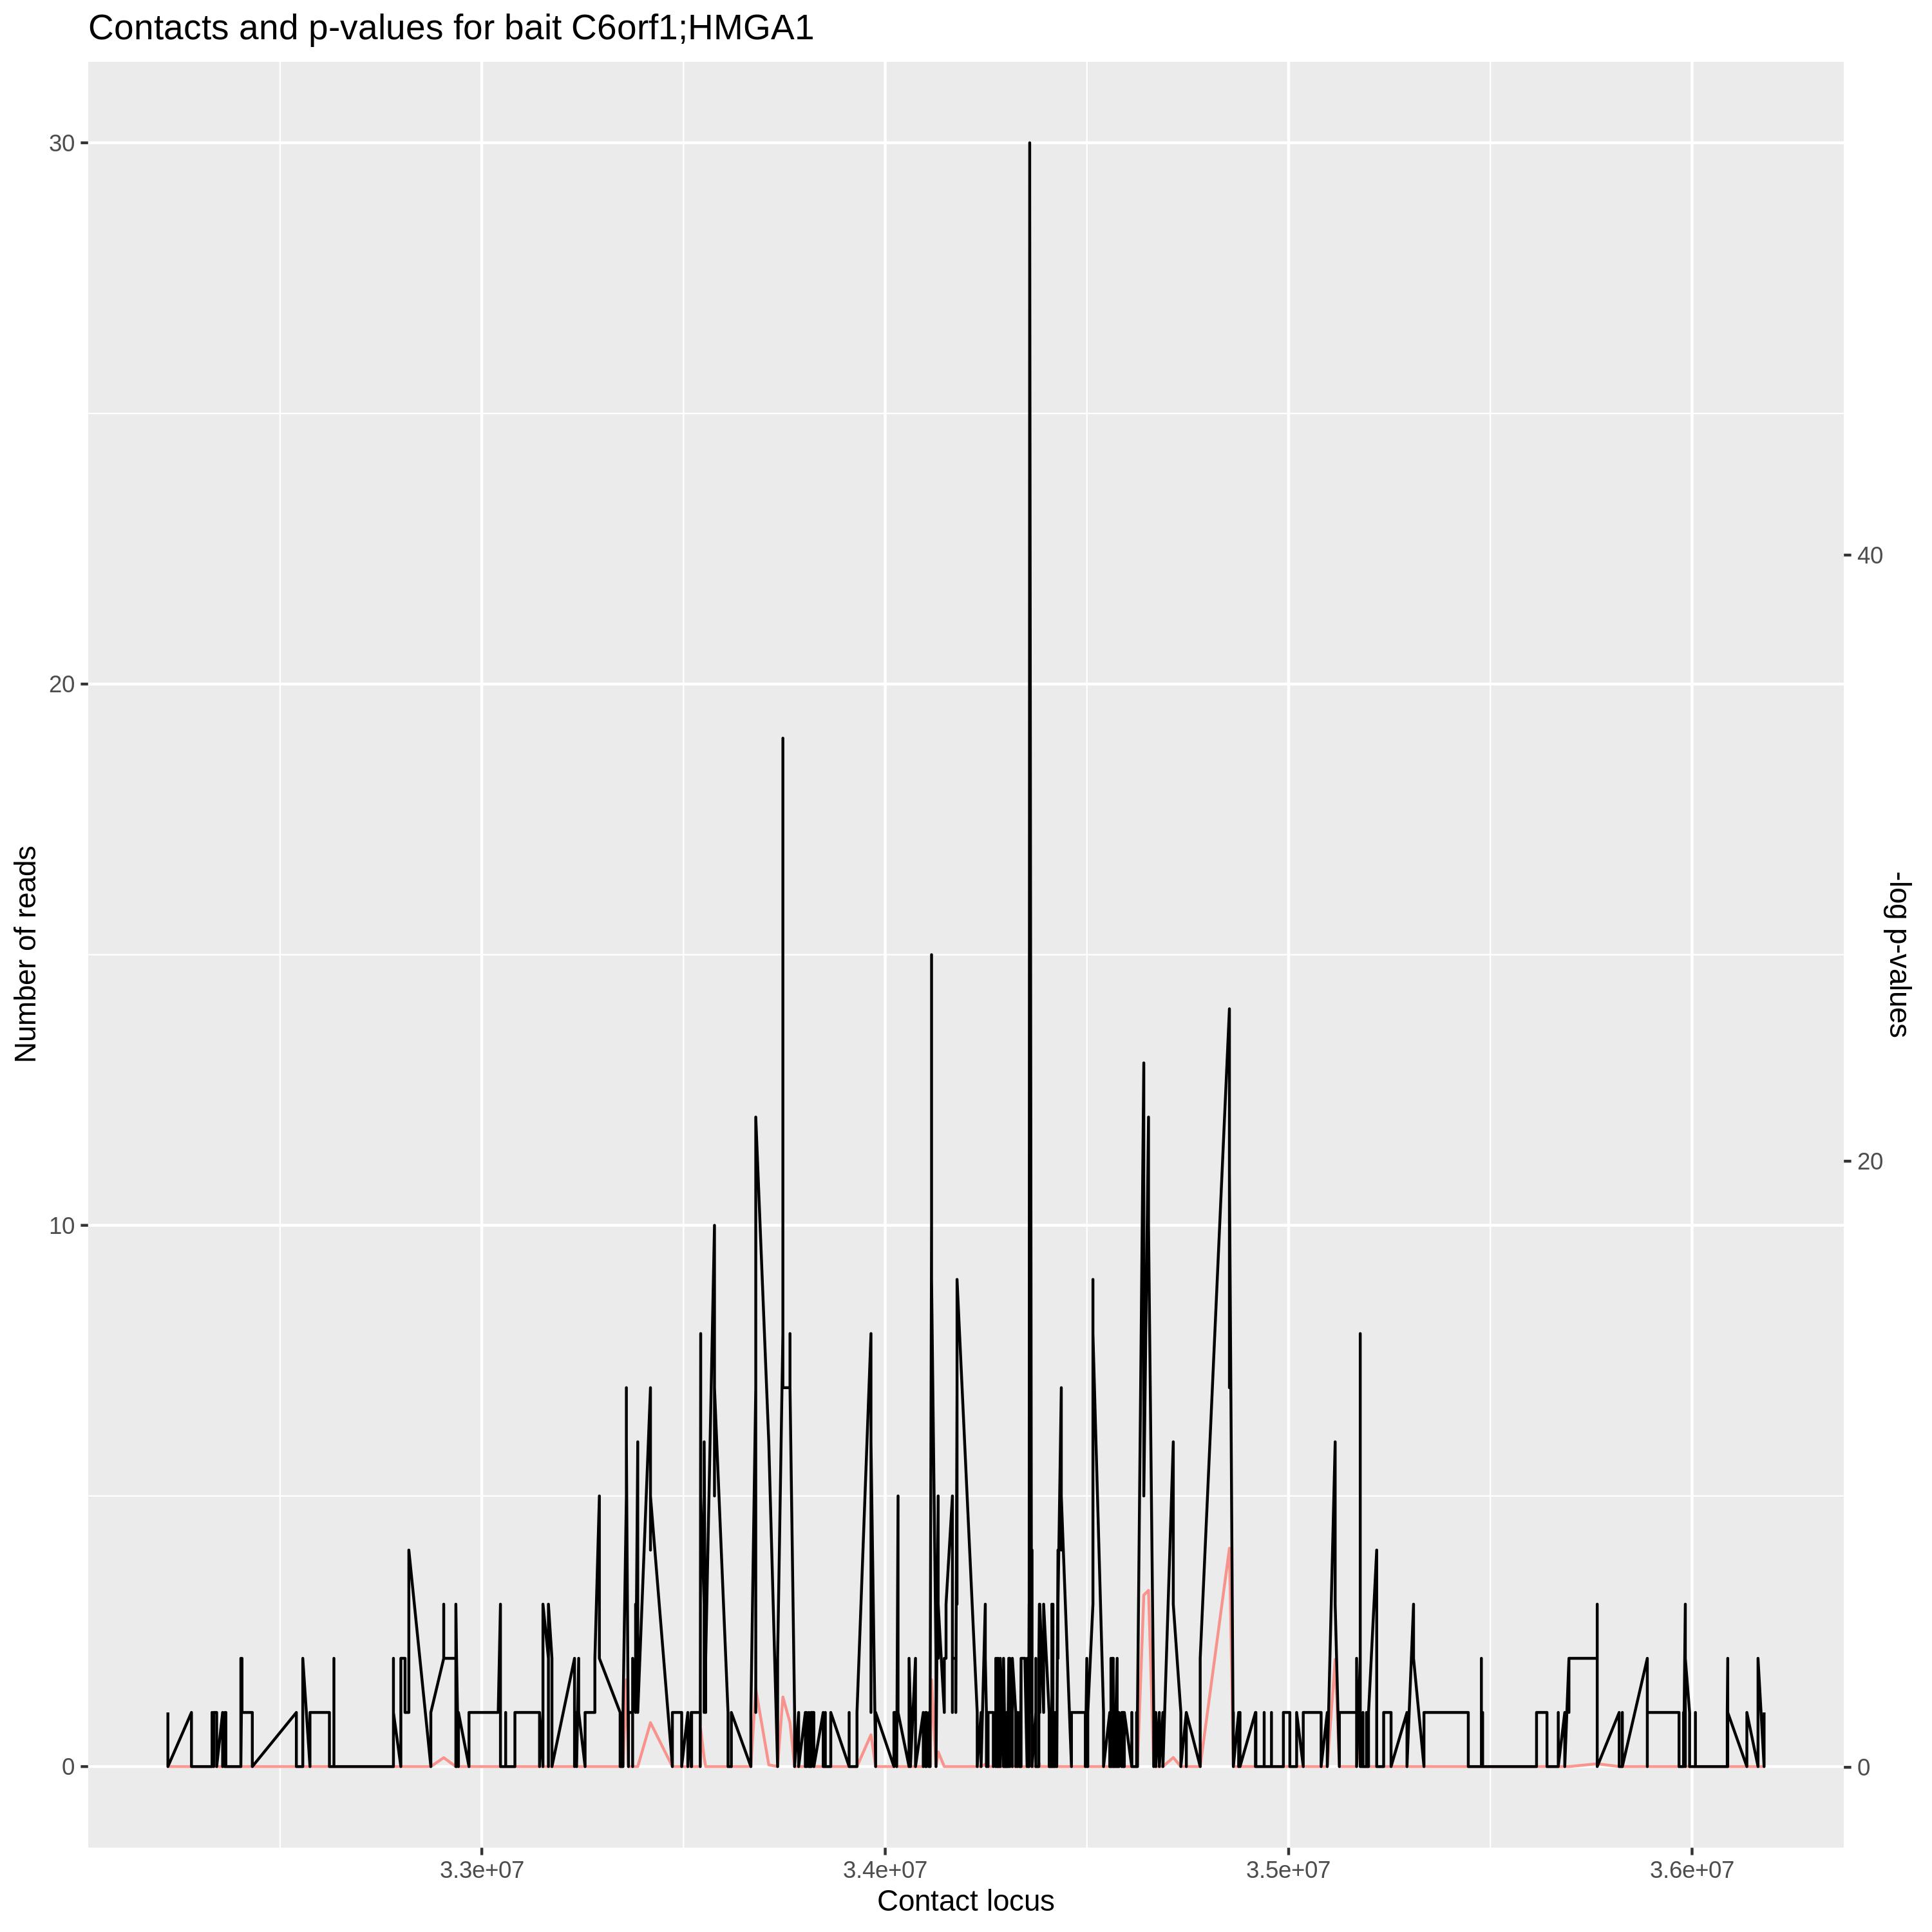 Contacts and p-values for bait C6orf1;HMGA1
30
20
10
0
Number of reads
40
20
0
-log p-values
3.3e+07
3.4e+07
3.5e+07
3.6e+07
Contact locus